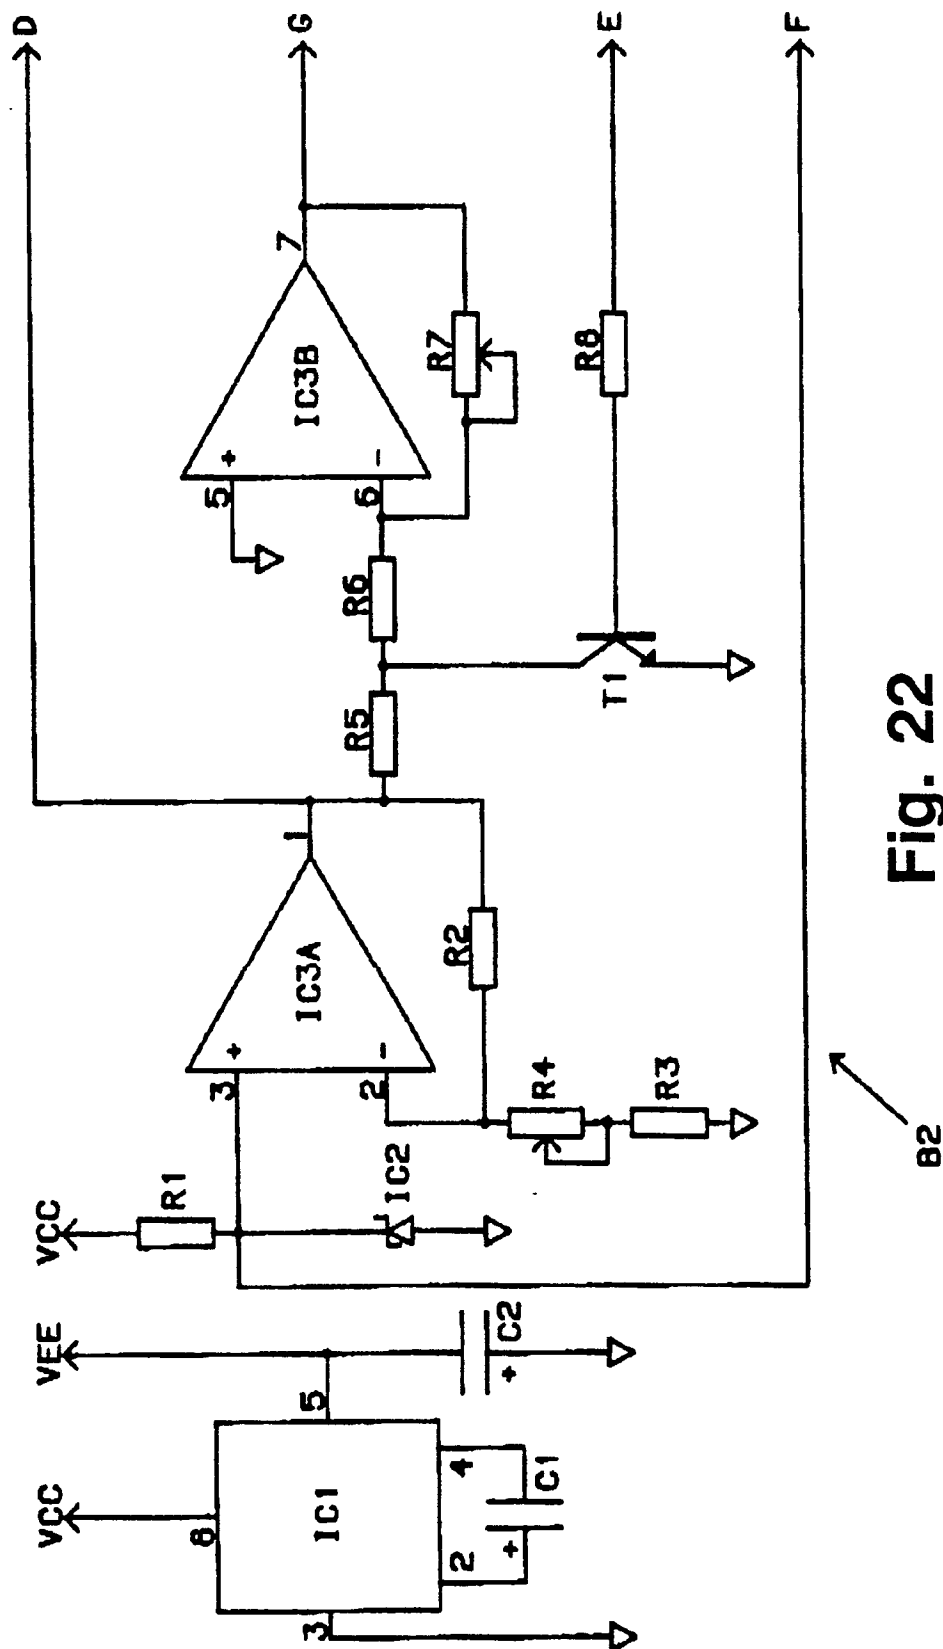 VCC
VEE
VCC
8
IC1
3
5
2
4
+
C1
+
C2
R1
IC2
3
+
2
-
IC3A
1
R4
R3
R2
R5
R6
5
+
6
-
IC3B
7
R7
T1
R8
D
G
E
F
B2
Fig. 22